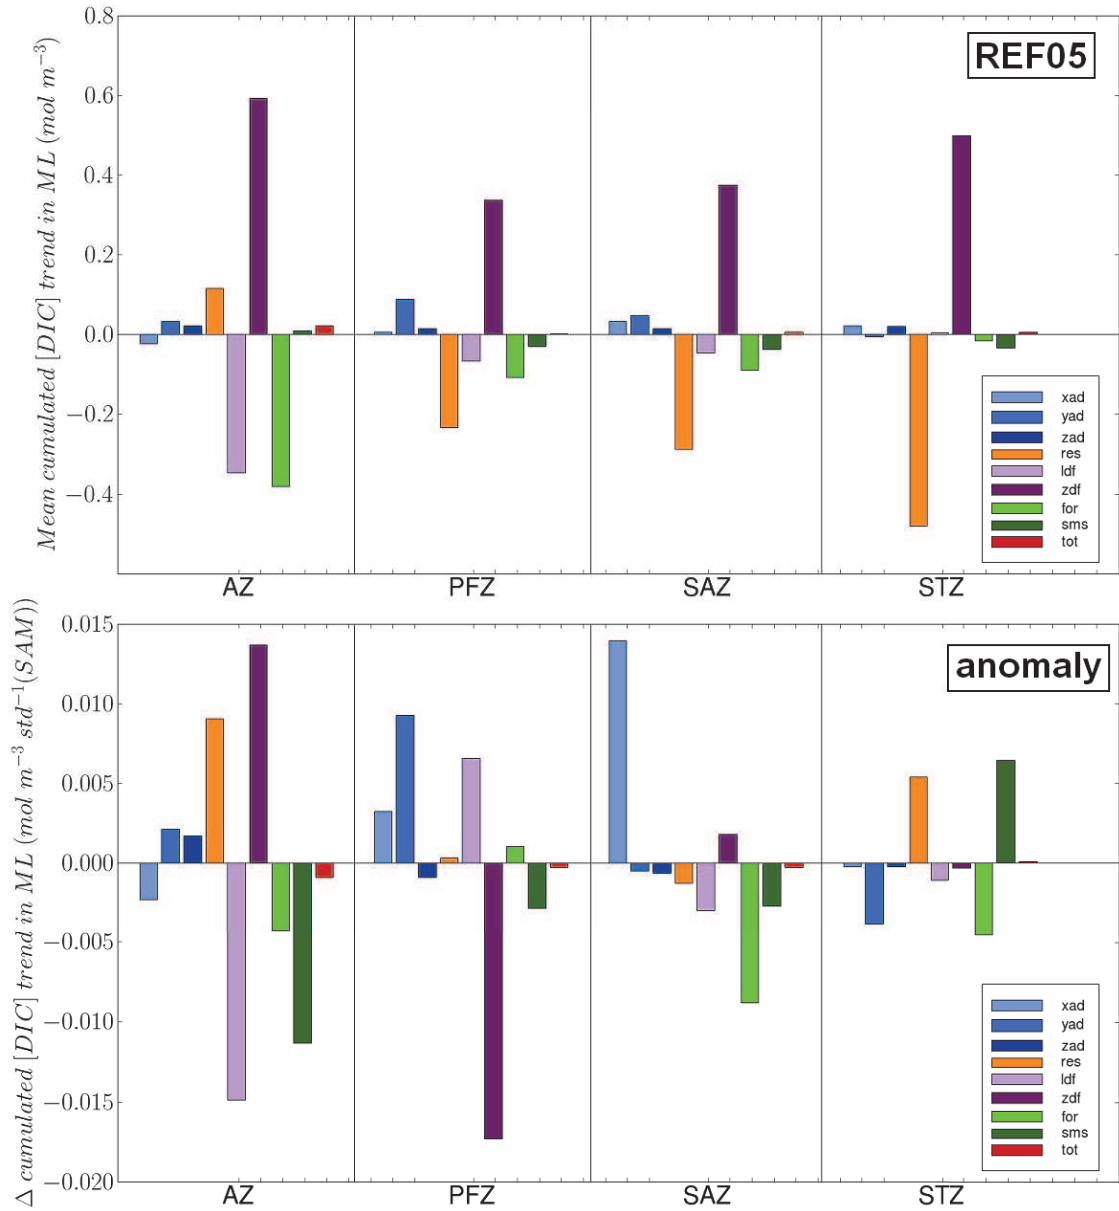 REF05
Mean cumulated [DIC] trend in ML (mol m⁻³)
0.8
0.6
0.4
0.2
0.0
−0.2
−0.4
xad
yad
zad
res
ldf
zdf
for
sms
tot
AZ PFZ SAZ STZ
anomaly
Δ cumulated [DIC] trend in ML (mol m⁻³ std⁻¹(SAM))
0.015
0.010
0.005
0.000
−0.005
−0.010
−0.015
−0.020
xad
yad
zad
res
ldf
zdf
for
sms
tot
AZ PFZ SAZ STZ